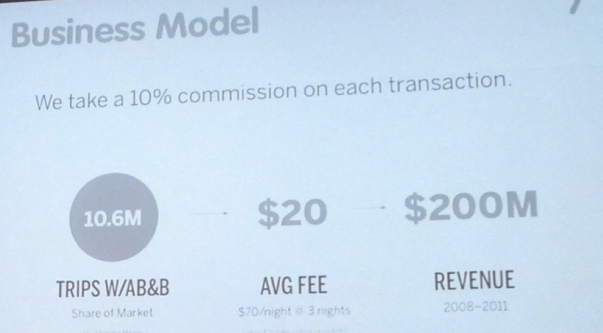 Business Model
We take a 10% commission on each transaction.
10.6M
$20
$200M
TRIPS W/AB&B
AVG FEE
REVENUE
Share of Market
$70/night @ 3 nights
2008-2011